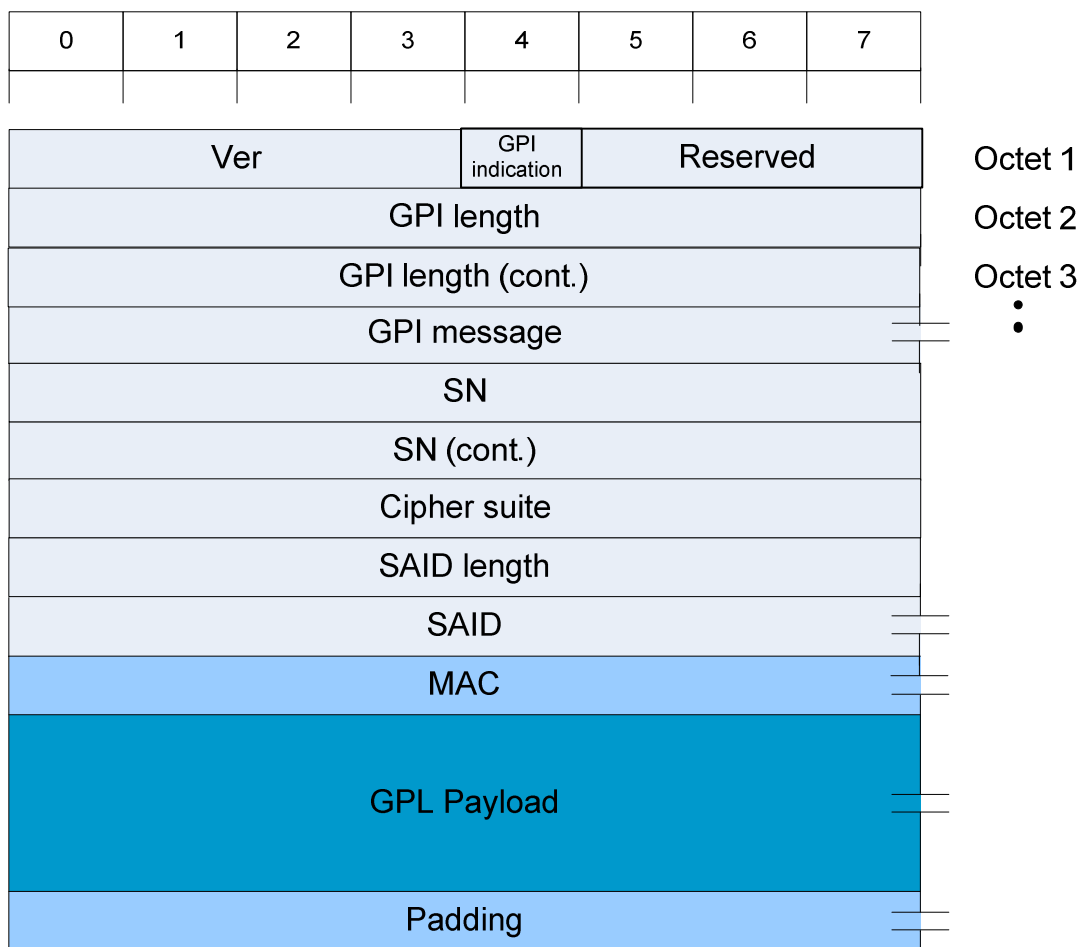 0 1 2 3 4 5 6 7
Ver GPI indication Reserved Octet 1
GPI length Octet 2
GPI length (cont.) Octet 3
GPI message
SN
SN (cont.)
Cipher suite
SAID length
SAID
MAC
GPL Payload
Padding